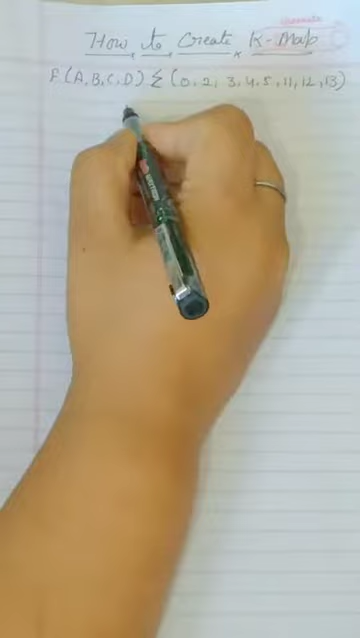 How to Create K-Map
F(A,B,C,D) Σ (0,2,3,4,5,11,12,13)